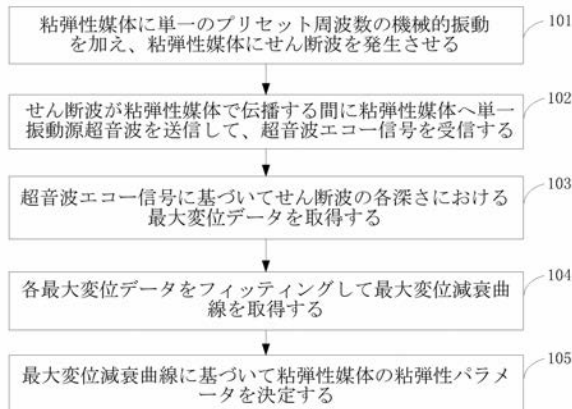 粘弾性媒体に単一のプリセット周波数の機械的振動
を加え、粘弾性媒体にせん断波を発生させる
101
せん断波が粘弾性媒体で伝播する間に粘弾性媒体へ単一
振動源超音波を送信して、超音波エコー信号を受信する
102
超音波エコー信号に基づいてせん断波の各深さにおける
最大変位データを取得する
103
各最大変位データをフィッティングして最大変位減衰曲
線を取得する
104
最大変位減衰曲線に基づいて粘弾性媒体の粘弾性パラメ
ータを決定する
105